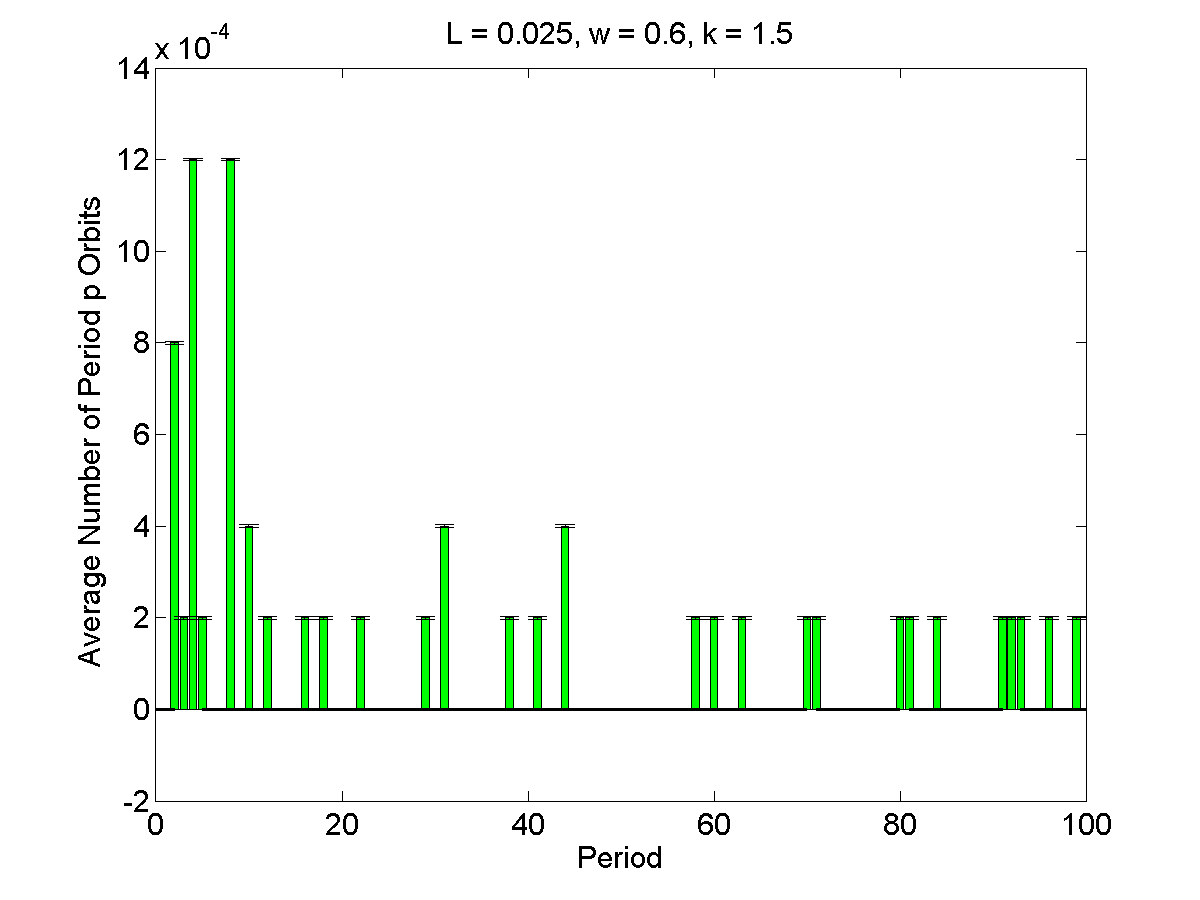 L = 0.025, w = 0.6, k = 1.5
x 10^-4
14
12
10
8
6
4
2
0
-2
Average Number of Period p Orbits
0 20 40 60 80 100
Period